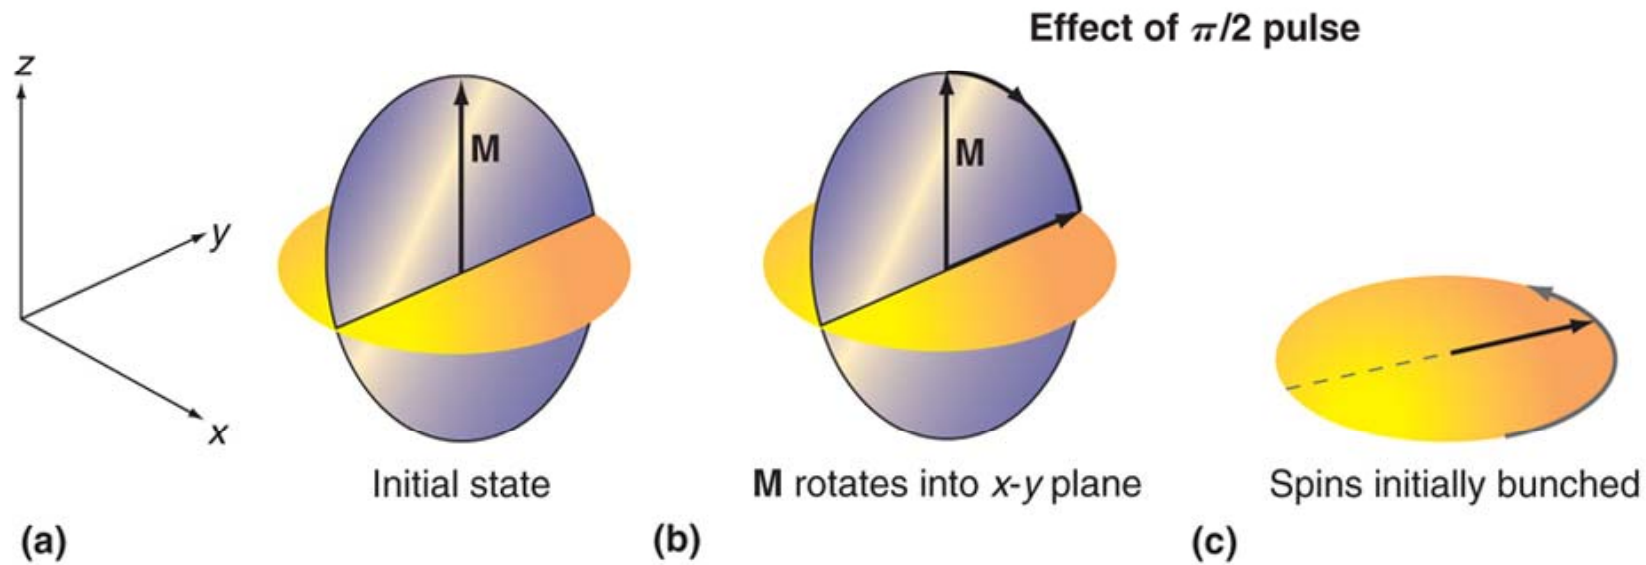 Effect of π/2 pulse
z
y
x
M
M
Initial state
M rotates into x-y plane
Spins initially bunched
(a)
(b)
(c)